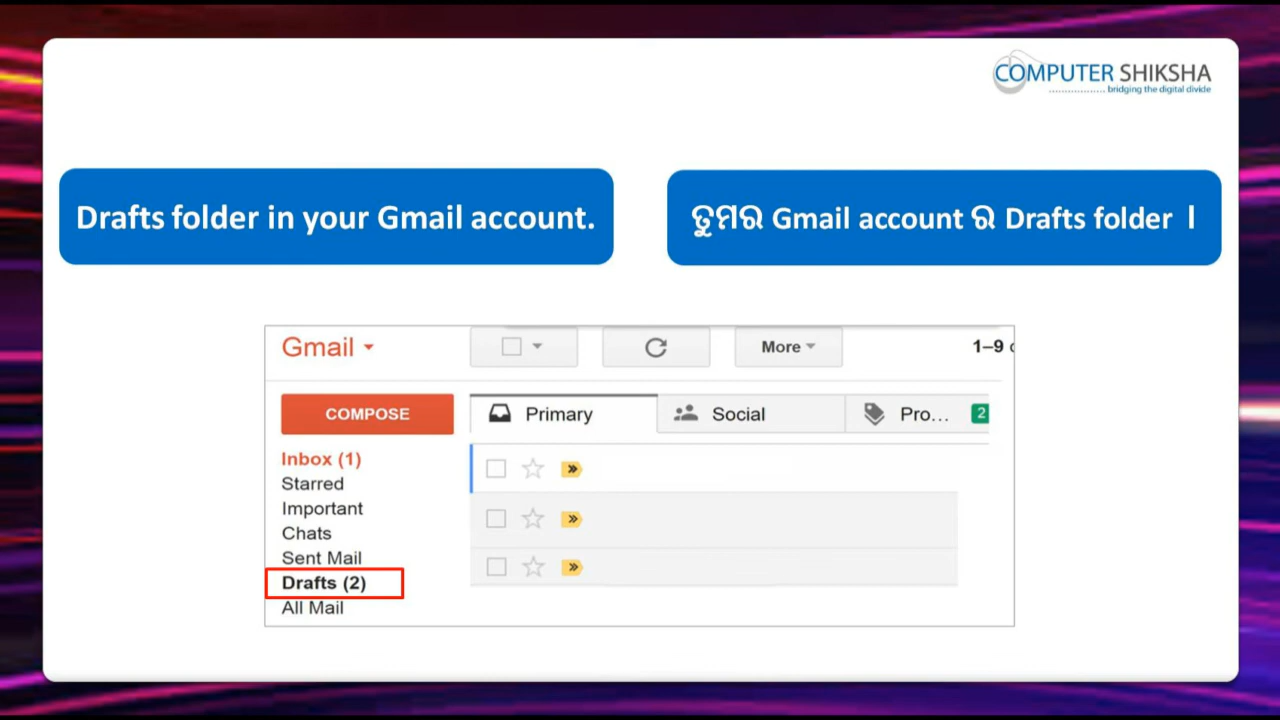 COMPUTER SHIKSHA
bridging the digital divide
Drafts folder in your Gmail account.
ତୁମର Gmail account ର Drafts folder ।
Gmail
More
1–9
COMPOSE
Primary
Social
Pro...
2
Inbox (1)
Starred
Important
Chats
Sent Mail
Drafts (2)
All Mail